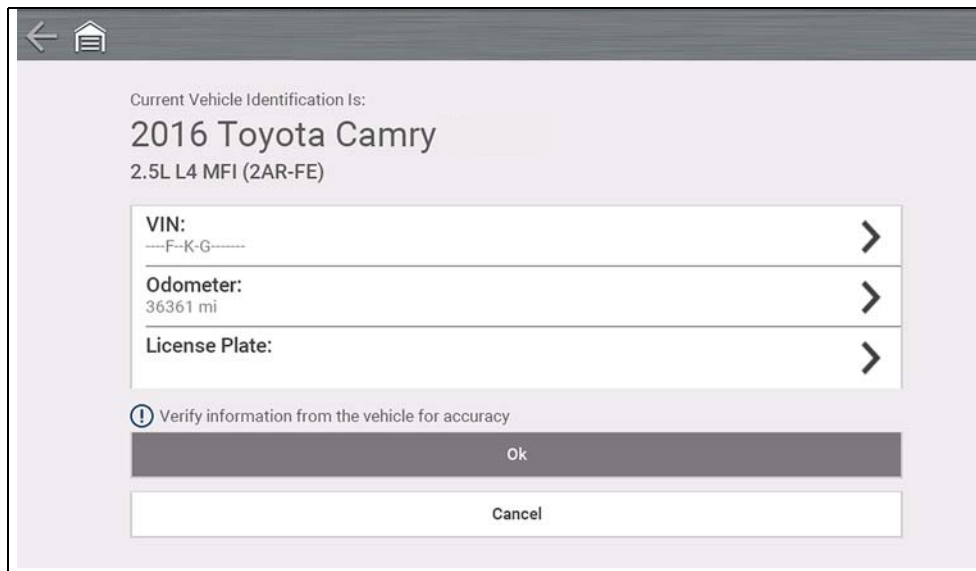 Current Vehicle Identification Is:
2016 Toyota Camry
2.5L L4 MFI (2AR-FE)
VIN:
----F--K-G-------
Odometer:
36361 mi
License Plate:
Verify information from the vehicle for accuracy
Ok
Cancel